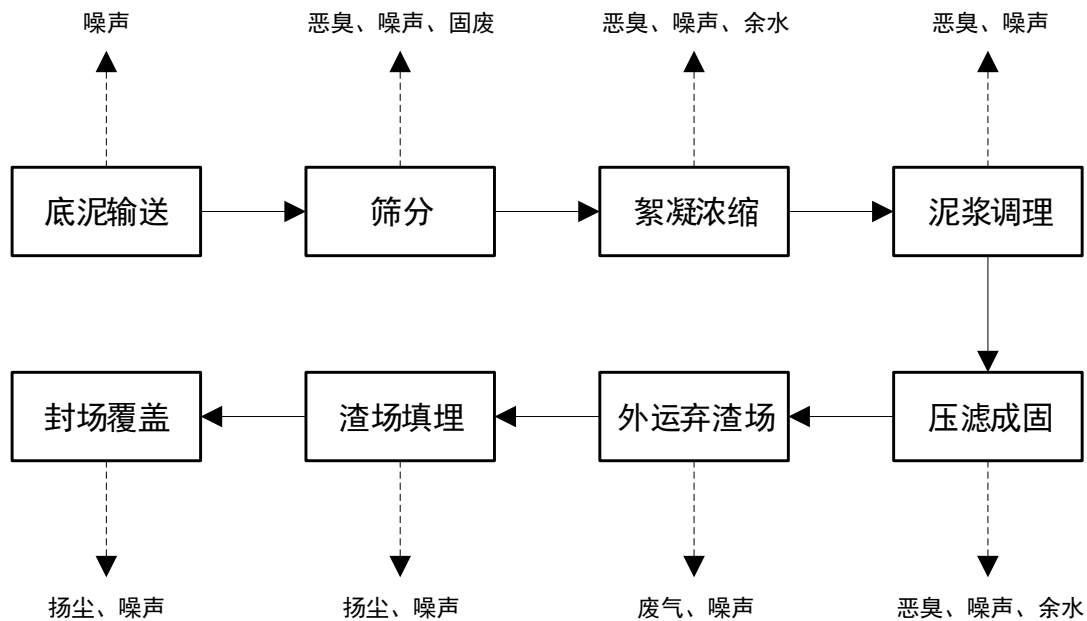 噪声
恶臭、噪声、固废
恶臭、噪声、余水
恶臭、噪声
底泥输送
筛分
絮凝浓缩
泥浆调理
封场覆盖
渣场填埋
外运弃渣场
压滤成固
扬尘、噪声
扬尘、噪声
废气、噪声
恶臭、噪声、余水